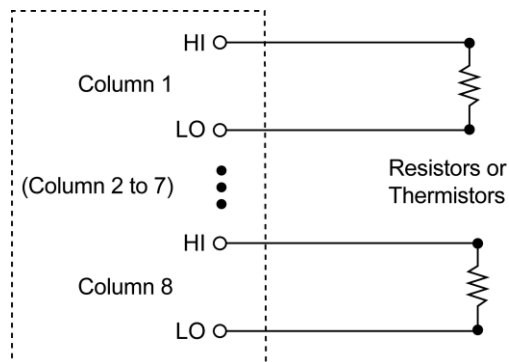 HI
Column 1
LO
Resistors or
Thermistors
(Column 2 to 7)
HI
Column 8
LO